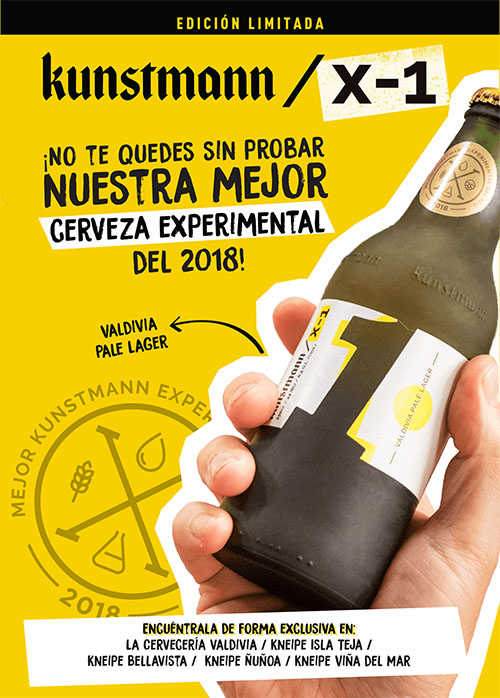 EDICIÓN LIMITADA
kunstmann / X-1
¡NO TE QUEDES SIN PROBAR
NUESTRA MEJOR
CERVEZA EXPERIMENTAL
DEL 2018!
VALDIVIA
PALE LAGER
kunstmann
kunstmann / X-1
VALDIVIA PALE LAGER
MEJOR KUNSTMANN EXPER
2018
ENCUÉNTRALA DE FORMA EXCLUSIVA EN:
LA CERVECERÍA VALDIVIA / KNEIPE ISLA TEJA /
KNEIPE BELLAVISTA / KNEIPE ÑUÑOA / KNEIPE VIÑA DEL MAR